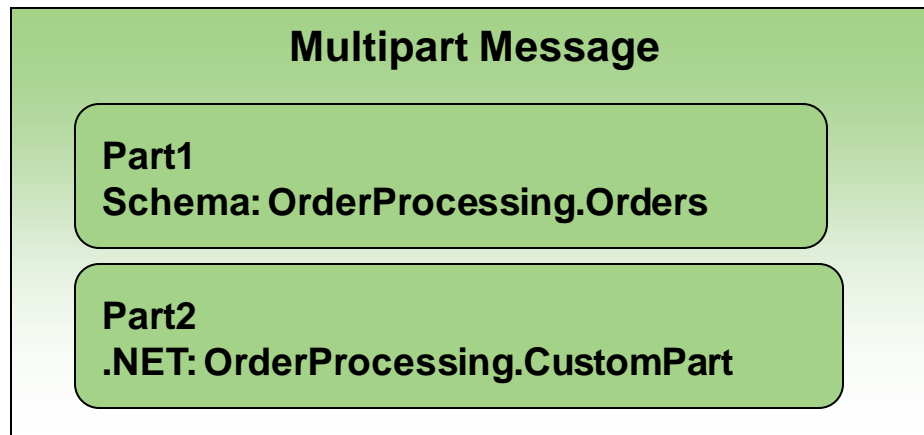 Multipart Message
Part1
Schema: OrderProcessing.Orders
Part2
.NET: OrderProcessing.CustomPart